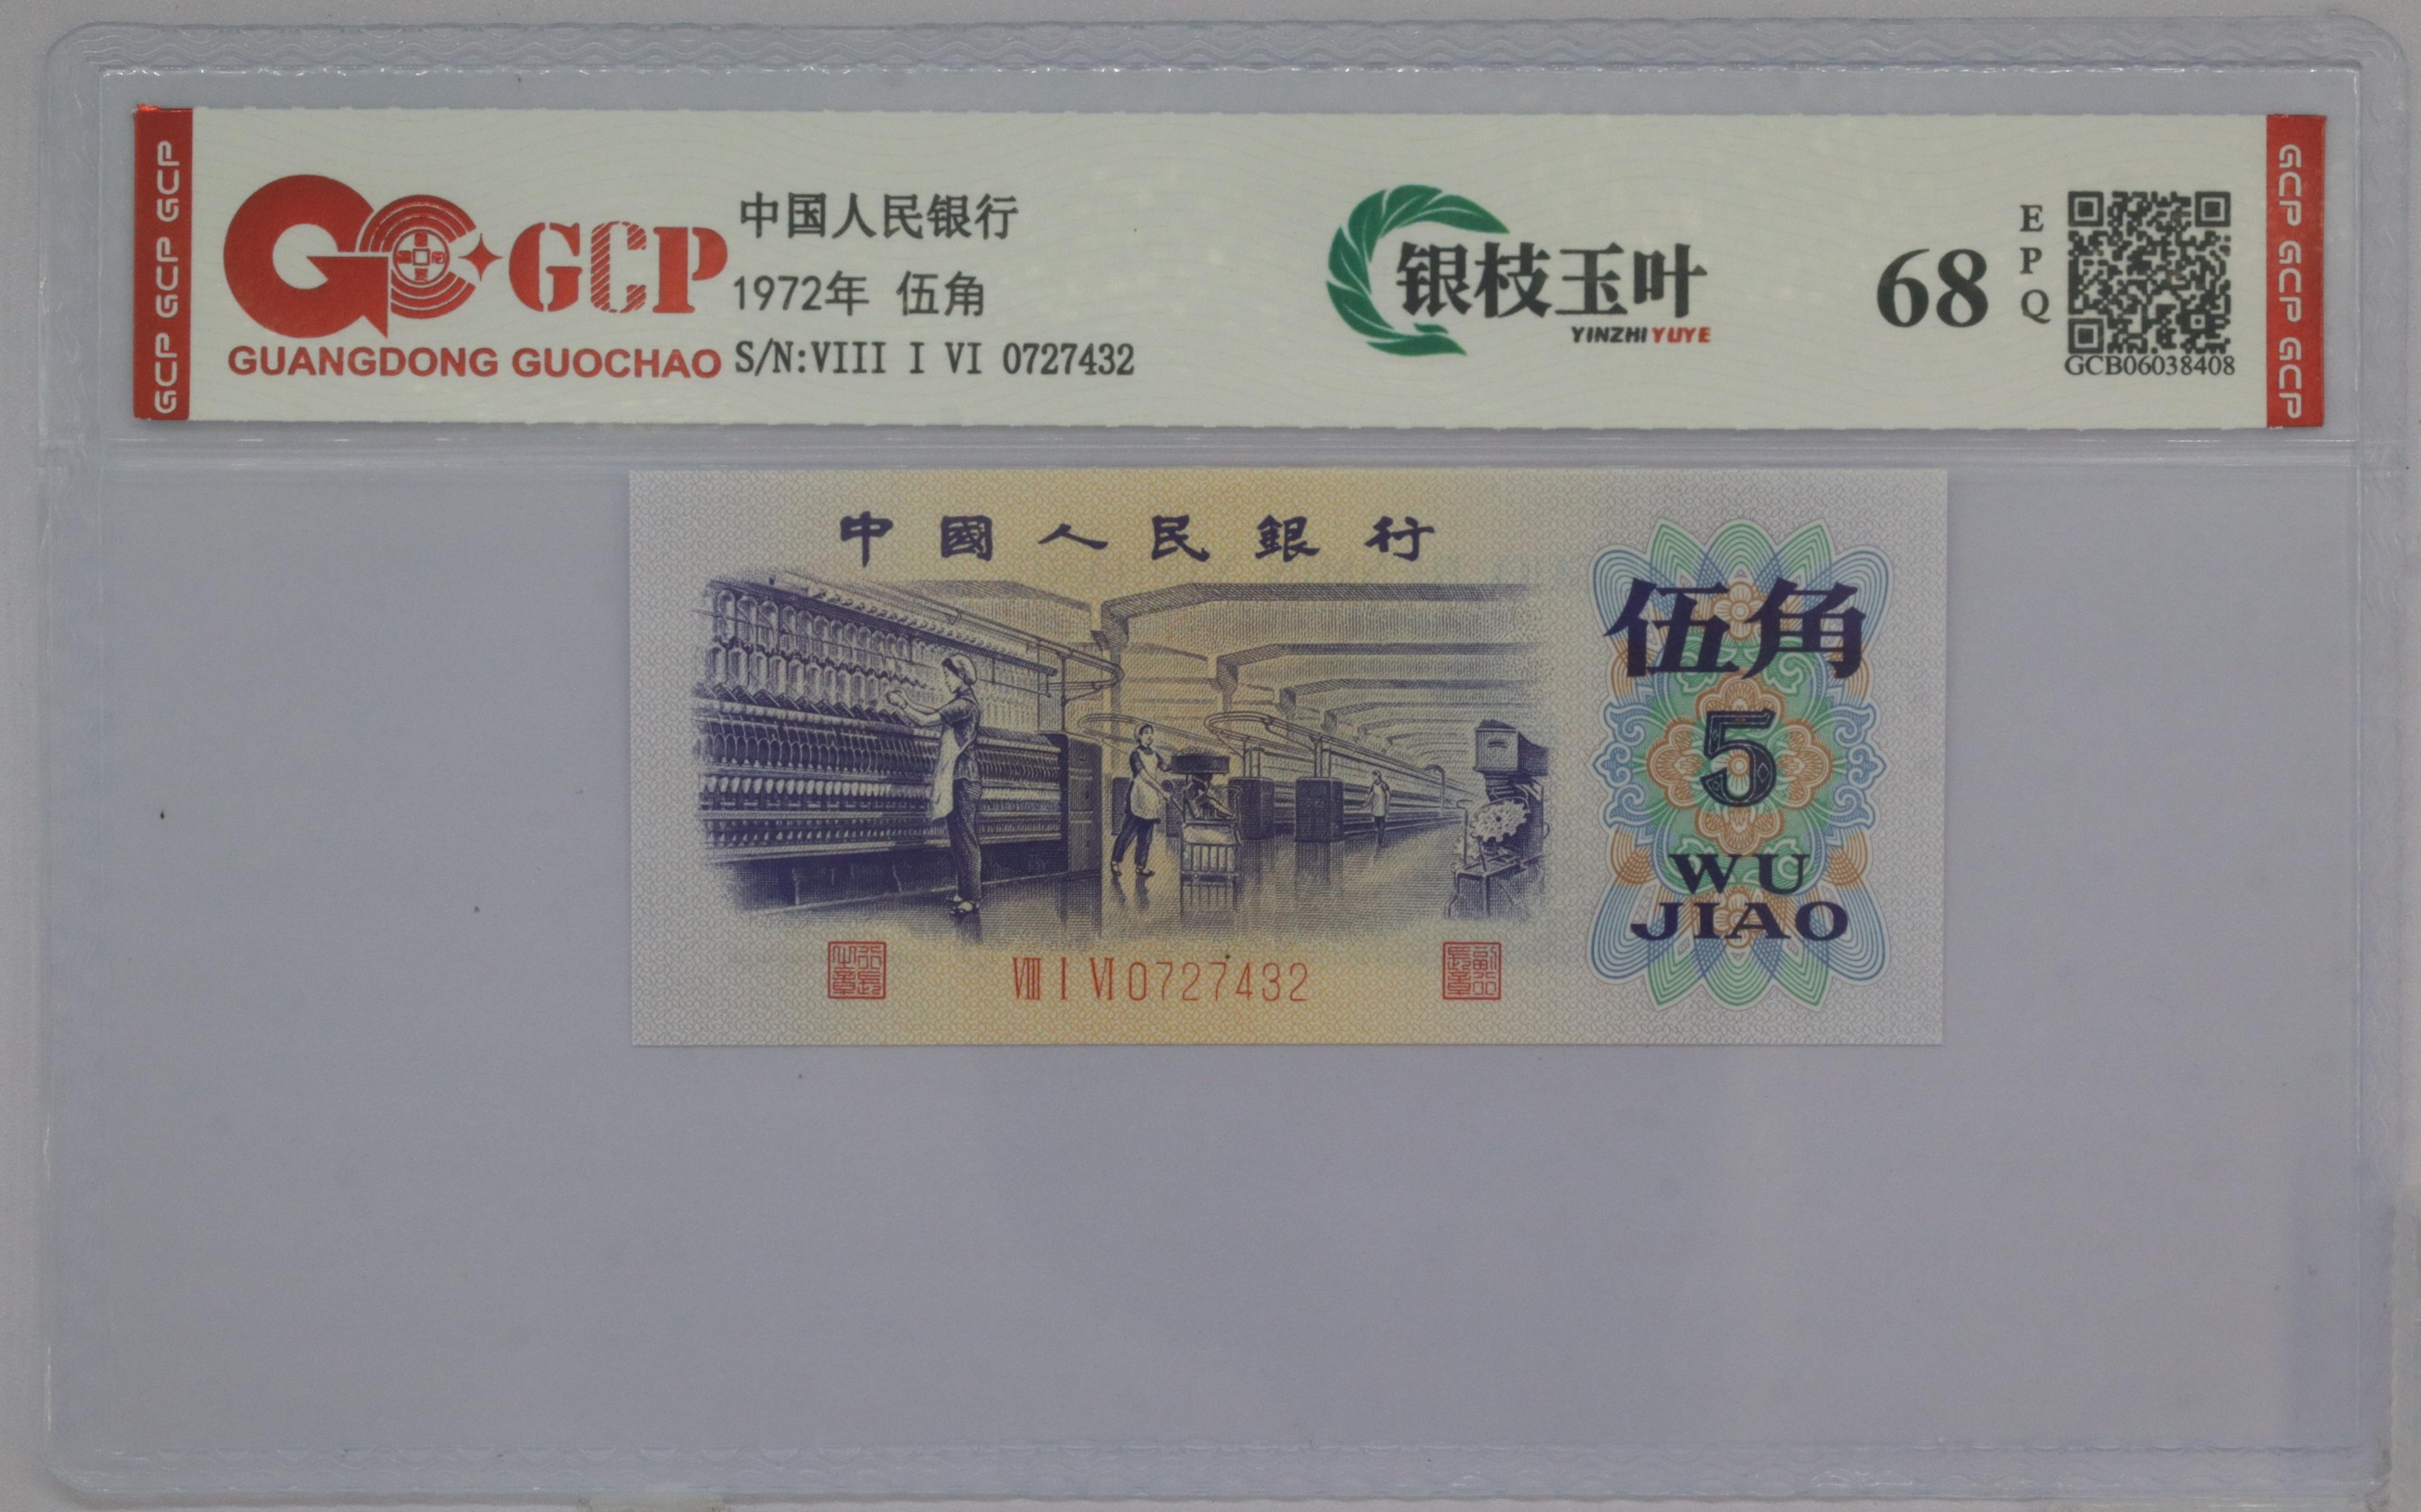 GCP GCP GCP
GCP
GUANGDONG GUOCHAO
中国人民银行
1972年 伍角
S/N:VIII I VI 0727432
银枝玉叶
YINZHI YUYE
68
EPQ
GCB06038408
GCP GCP GCP
中國人民銀行
伍角
5
WU
JIAO
VIII I VI 0727432